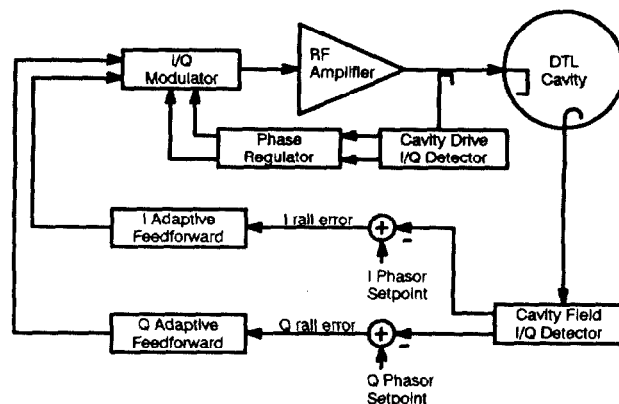 I/Q
Modulator
RF
Amplifier
DTL
Cavity
Phase
Regulator
Cavity Drive
I/Q Detector
I Adaptive
Feedforward
I rail error
+
-
I Phasor
Setpoint
Q Adaptive
Feedforward
Q rail error
+
-
Q Phasor
Setpoint
Cavity Field
I/Q Detector